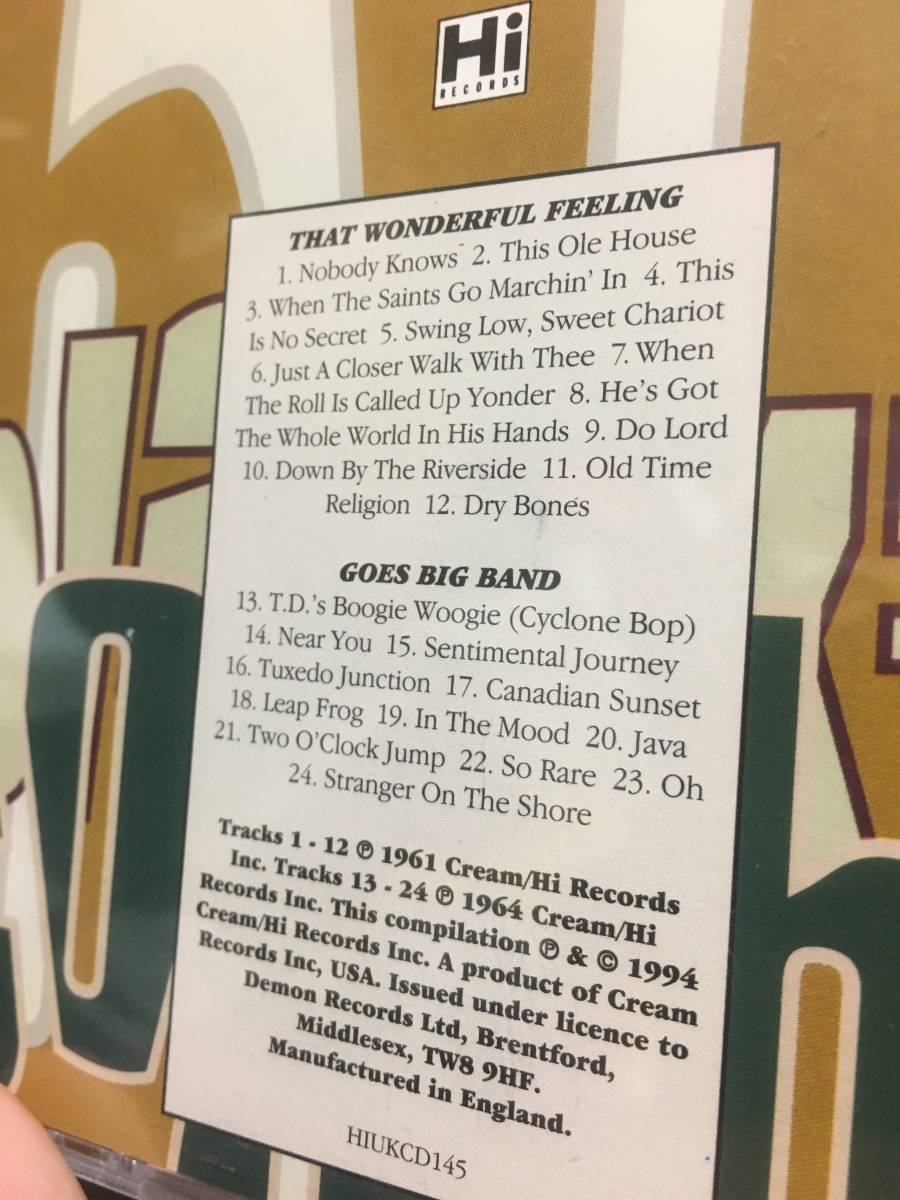 Hi
RECORDS
THAT WONDERFUL FEELING
1. Nobody Knows 2. This Ole House
3. When The Saints Go Marchin' In 4. This
Is No Secret 5. Swing Low, Sweet Chariot
6. Just A Closer Walk With Thee 7. When
The Roll Is Called Up Yonder 8. He's Got
The Whole World In His Hands 9. Do Lord
10. Down By The Riverside 11. Old Time
Religion 12. Dry Bones
GOES BIG BAND
13. T.D.'s Boogie Woogie (Cyclone Bop)
14. Near You 15. Sentimental Journey
16. Tuxedo Junction 17. Canadian Sunset
18. Leap Frog 19. In The Mood 20. Java
21. Two O'Clock Jump 22. So Rare 23. Oh
24. Stranger On The Shore
Tracks 1 - 12 ℗ 1961 Cream/Hi Records
Inc. Tracks 13 - 24 ℗ 1964 Cream/Hi
Records Inc. This compilation ℗ & © 1994
Cream/Hi Records Inc. A product of Cream
Records Inc, USA. Issued under licence to
Demon Records Ltd, Brentford,
Middlesex, TW8 9HF.
Manufactured in England.
HIUKCD145